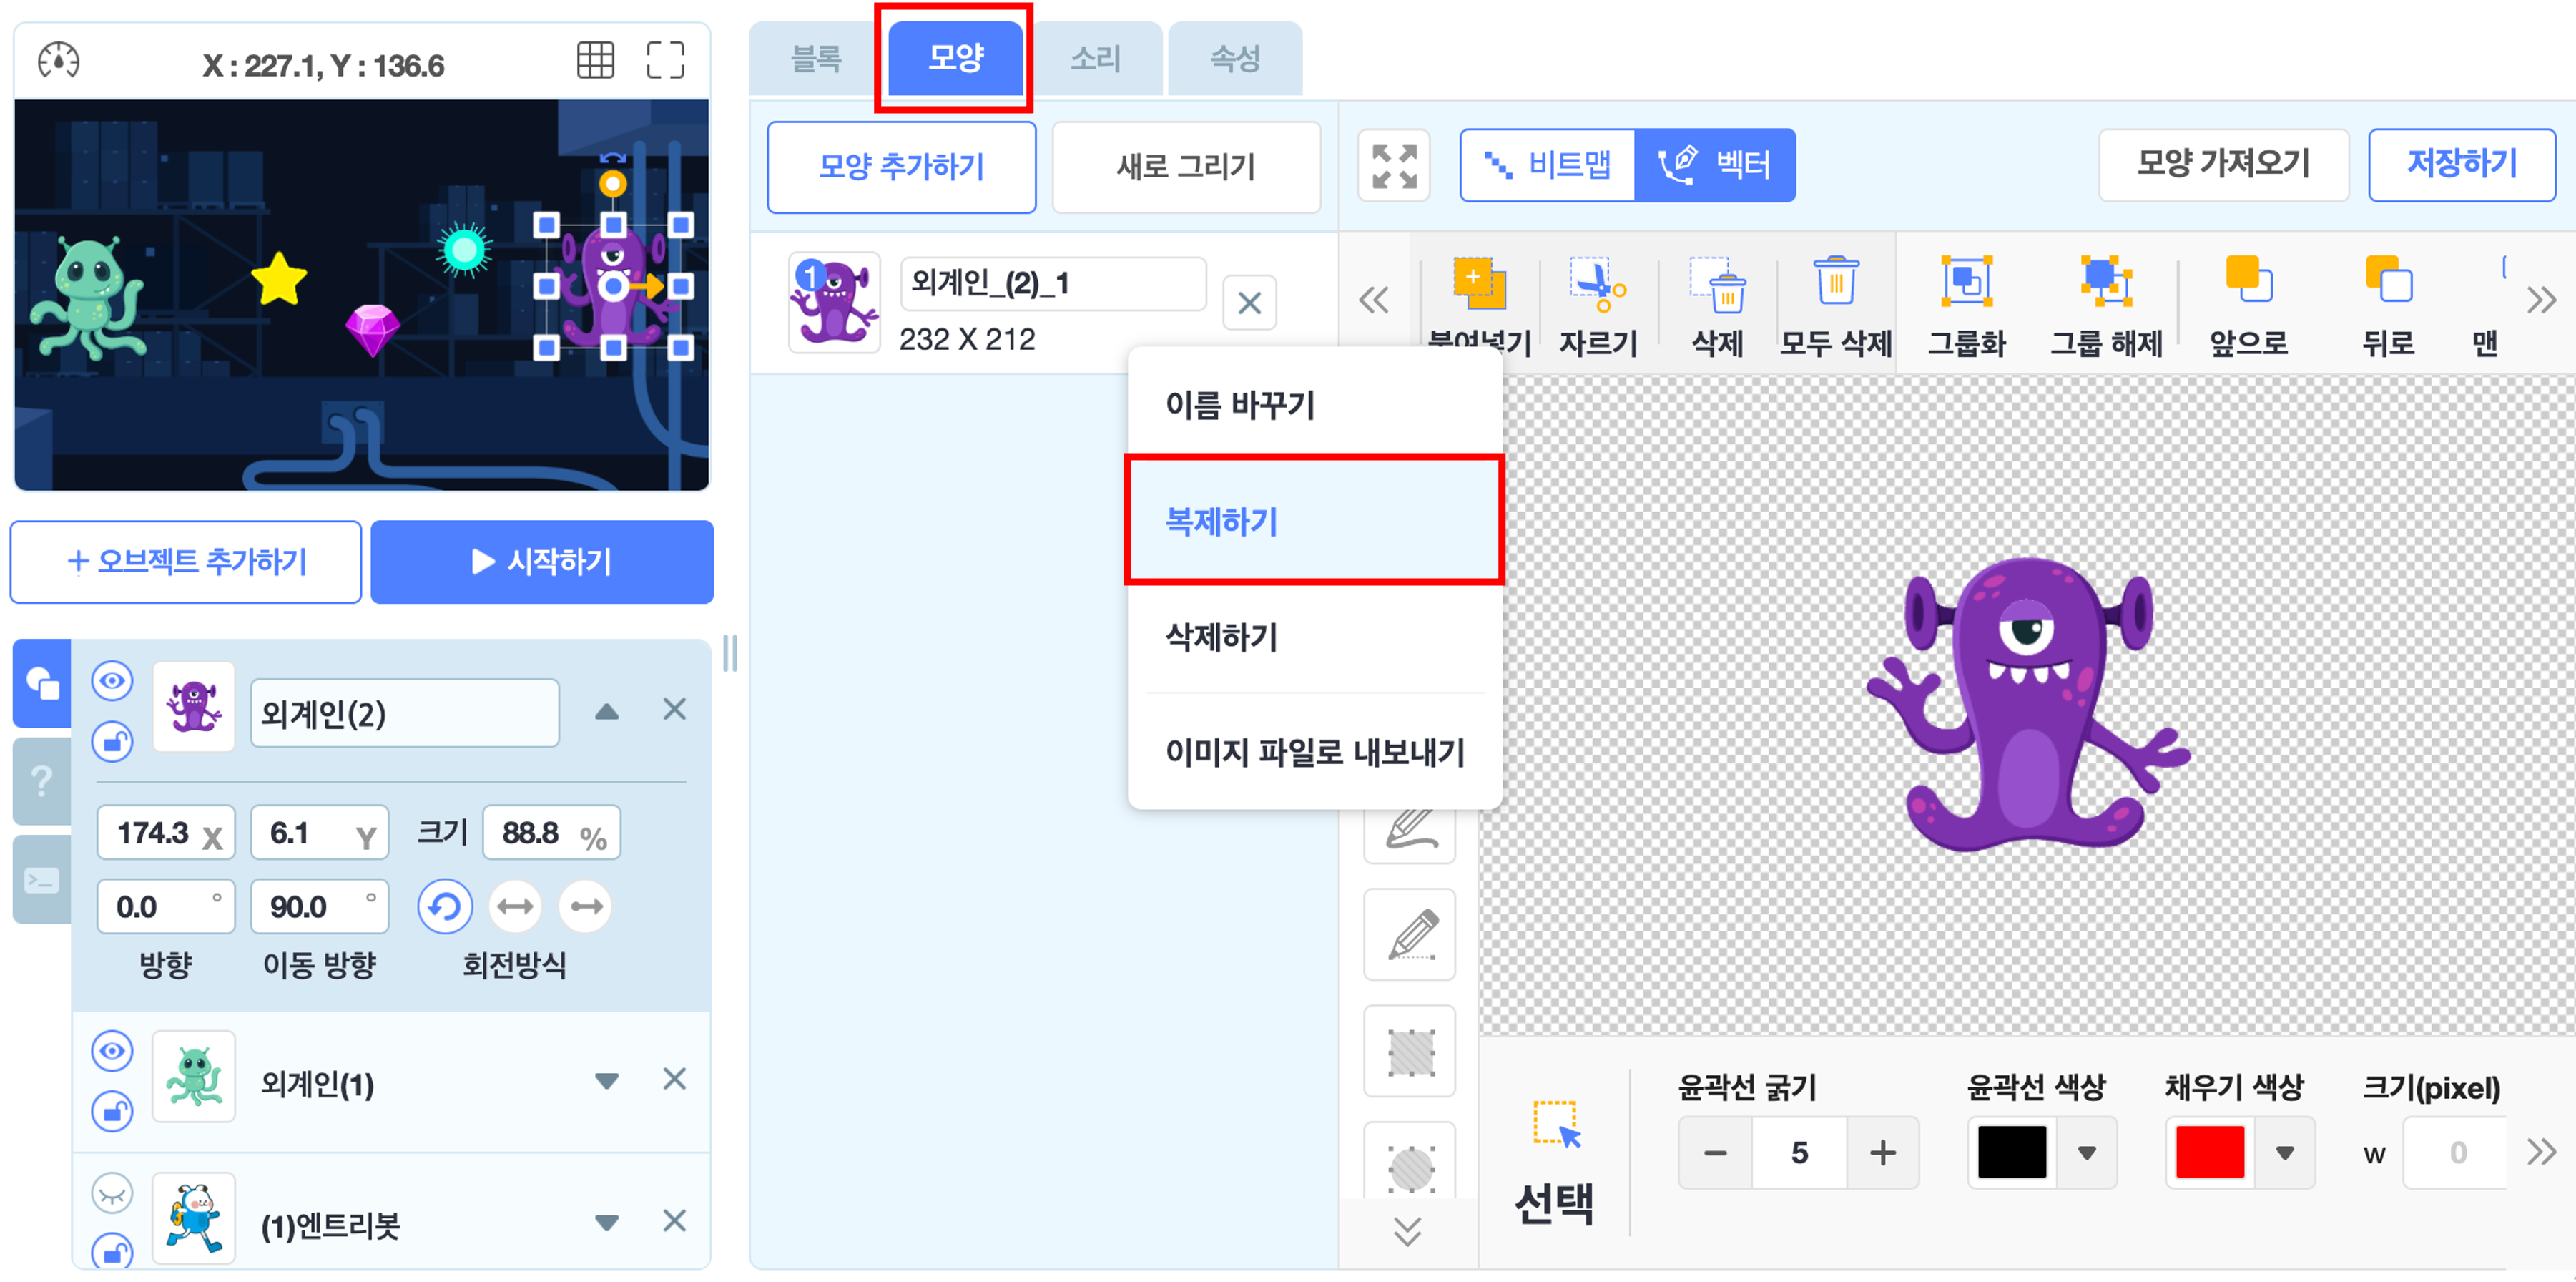 X : 227.1, Y : 136.6
블록
모양
소리
속성
모양 추가하기
새로 그리기
비트맵
벡터
모양 가져오기
저장하기
1
외계인_(2)_1
232 X 212
붙여넣기
자르기
삭제
모두 삭제
그룹화
그룹 해제
앞으로
뒤로
맨
이름 바꾸기
복제하기
삭제하기
이미지 파일로 내보내기
+ 오브젝트 추가하기
시작하기
외계인(2)
?
174.3 X
6.1 Y
크기 88.8 %
0.0 °
90.0 °
방향
이동 방향
회전방식
외계인(1)
(1)엔트리봇
선택
윤곽선 굵기
윤곽선 색상
채우기 색상
크기(pixel)
− 5 +
W 0